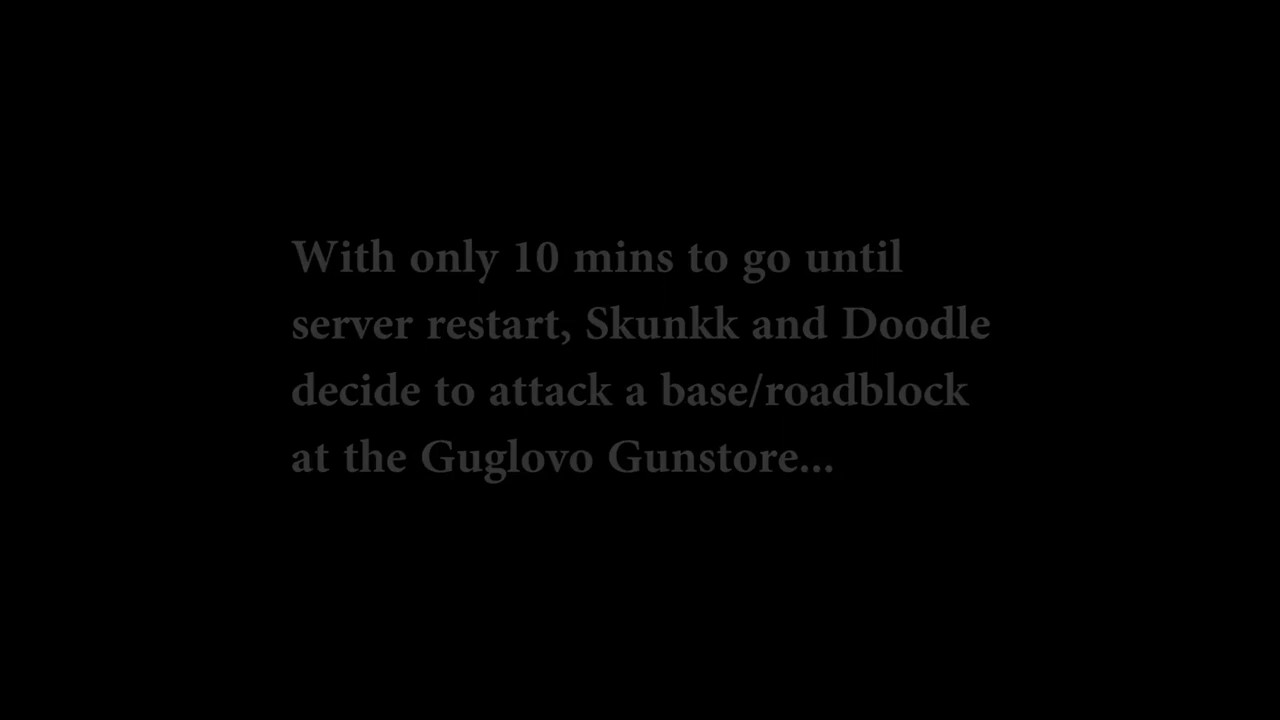 With only 10 mins to go until
server restart, Skunkk and Doodle
decide to attack a base/roadblock
at the Guglovo Gunstore...